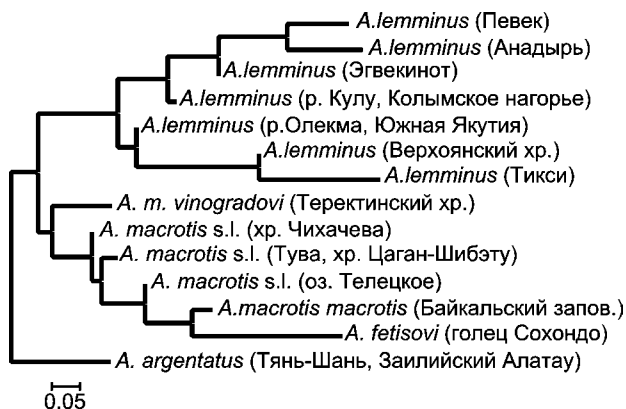 A.lemminus (Певек)
A.lemminus (Анадырь)
A.lemminus (Эгвекинот)
A.lemminus (р. Кулу, Колымское нагорье)
A.lemminus (р.Олекма, Южная Якутия)
A.lemminus (Верхоянский хр.)
A.lemminus (Тикси)
A. m. vinogradovi (Теректинский хр.)
A. macrotis s.l. (хр. Чихачева)
A. macrotis s.l. (Тува, хр. Цаган-Шибэту)
A. macrotis s.l. (оз. Телецкое)
A.macrotis macrotis (Байкальский запов.)
A. fetisovi (голец Сохондо)
A. argentatus (Тянь-Шань, Заилийский Алатау)
0.05